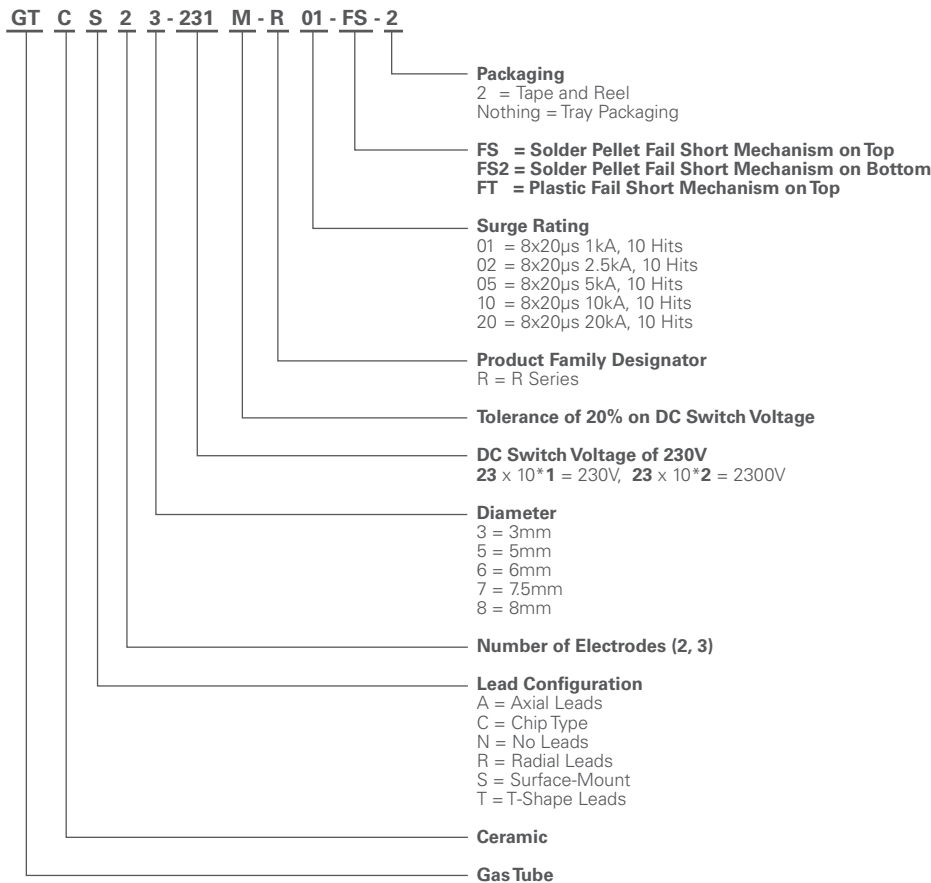 GT C S 2 3 - 231 M - R 01 - FS - 2
Packaging
2 = Tape and Reel
Nothing = Tray Packaging
FS = Solder Pellet Fail Short Mechanism on Top
FS2 = Solder Pellet Fail Short Mechanism on Bottom
FT = Plastic Fail Short Mechanism on Top
Surge Rating
01 = 8x20µs 1kA, 10 Hits
02 = 8x20µs 2.5kA, 10 Hits
05 = 8x20µs 5kA, 10 Hits
10 = 8x20µs 10kA, 10 Hits
20 = 8x20µs 20kA, 10 Hits
Product Family Designator
R = R Series
Tolerance of 20% on DC Switch Voltage
DC Switch Voltage of 230V
23 x 10*1 = 230V, 23 x 10*2 = 2300V
Diameter
3 = 3mm
5 = 5mm
6 = 6mm
7 = 7.5mm
8 = 8mm
Number of Electrodes (2, 3)
Lead Configuration
A = Axial Leads
C = Chip Type
N = No Leads
R = Radial Leads
S = Surface-Mount
T = T-Shape Leads
Ceramic
Gas Tube